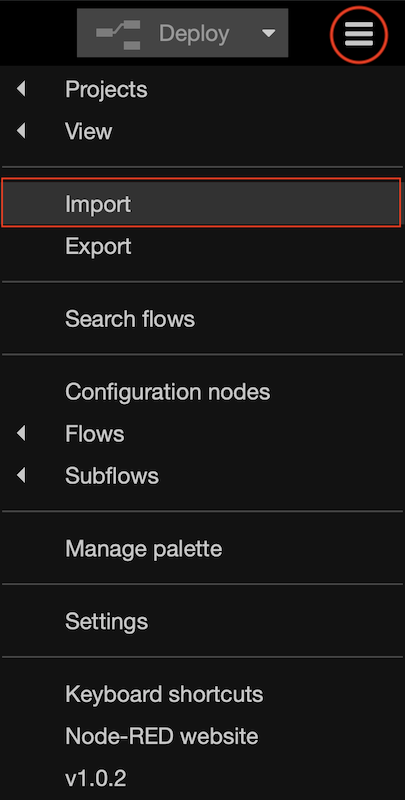 Deploy
Projects
View
Import
Export
Search flows
Configuration nodes
Flows
Subflows
Manage palette
Settings
Keyboard shortcuts
Node-RED website
v1.0.2